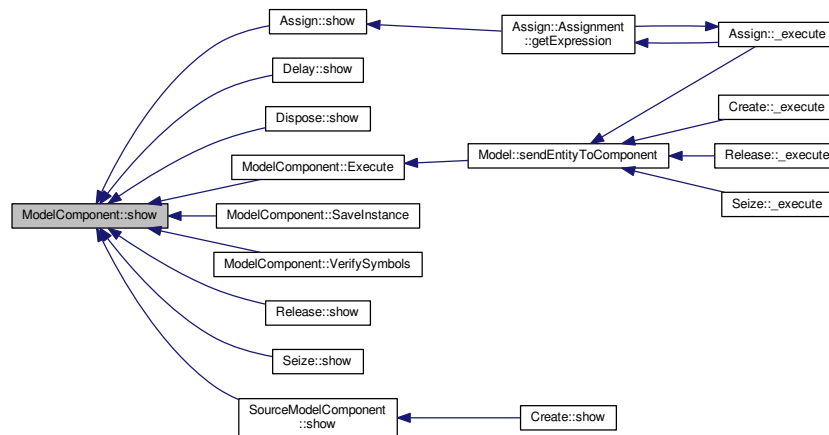 Assign::show
Assign::Assignment
::getExpression
Assign::_execute
Delay::show
Dispose::show
Create::_execute
ModelComponent::Execute
Model::sendEntityToComponent
Release::_execute
ModelComponent::show
ModelComponent::SaveInstance
Seize::_execute
ModelComponent::VerifySymbols
Release::show
Seize::show
SourceModelComponent
::show
Create::show